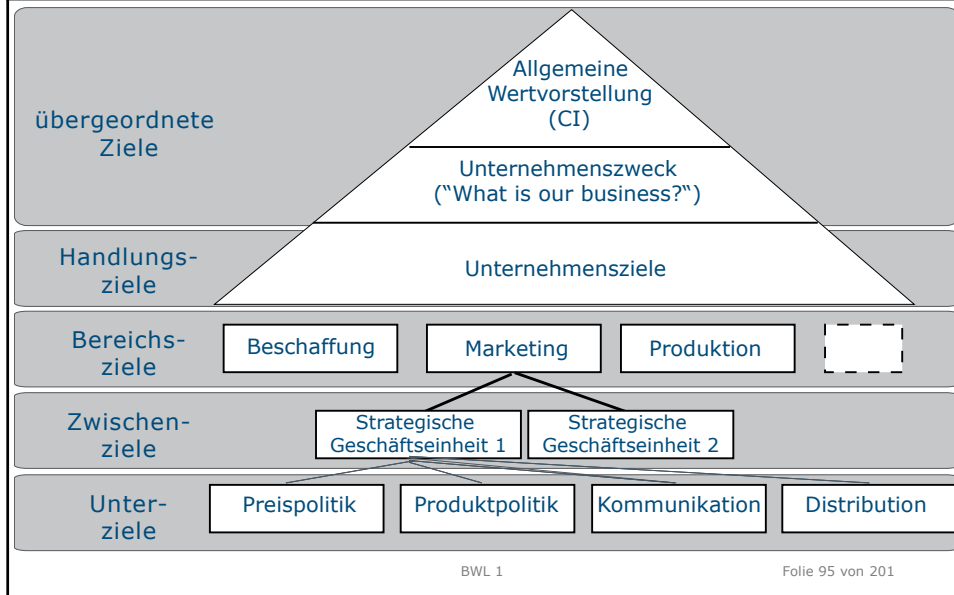 Allgemeine
Wertvorstellung
(CI)
übergeordnete
Ziele
Unternehmenszweck
(“What is our business?“)
Handlungs-
ziele
Unternehmensziele
Bereichs-
ziele
Beschaffung
Marketing
Produktion
Zwischen-
ziele
Strategische
Geschäftseinheit 1
Strategische
Geschäftseinheit 2
Unter-
ziele
Preispolitik
Produktpolitik
Kommunikation
Distribution
BWL 1
Folie 95 von 201